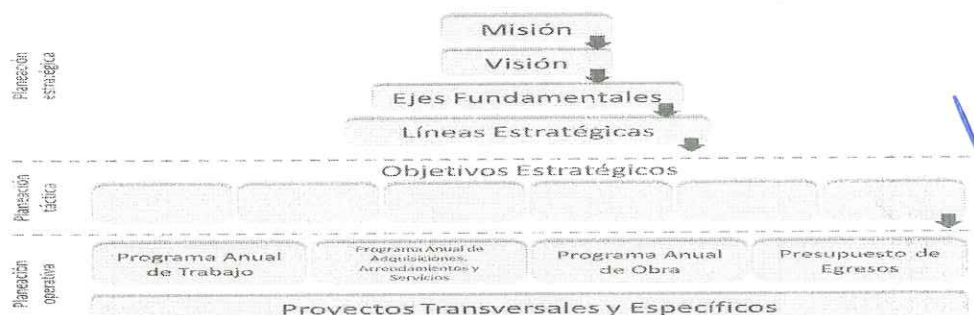 Planeación
estratégica
Misión
Visión
Ejes Fundamentales
Líneas Estratégicas
Planeación
táctica
Objetivos Estratégicos
Planeación
operativa
Programa Anual
de Trabajo
Programa Anual de
Adquisiciones,
Arrendamientos y
Servicios
Programa Anual
de Obra
Presupuesto de
Egresos
Proyectos Transversales y Específicos